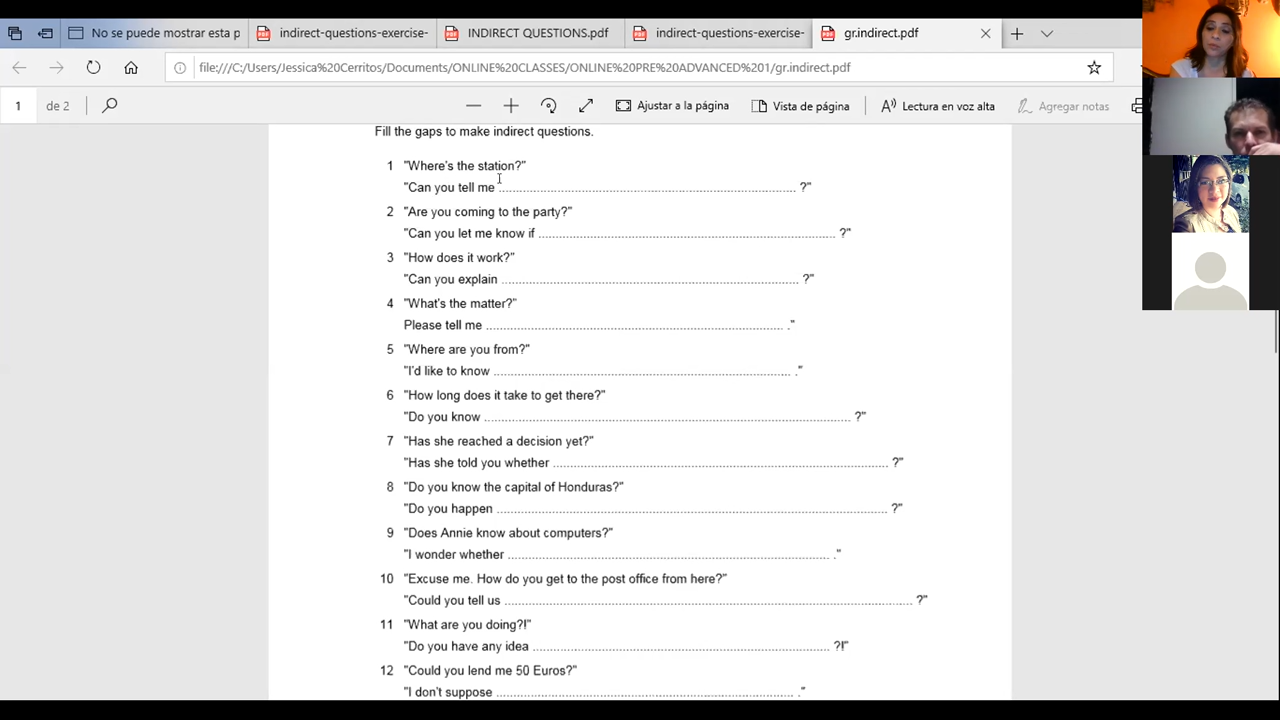 No se puede mostrar esta p
indirect-questions-exercise-
INDIRECT QUESTIONS.pdf
indirect-questions-exercise-
gr.indirect.pdf
file:///C:/Users/Jessica%20Cerritos/Documents/ONLINE%20CLASSES/ONLINE%20PRE%20ADVANCED%201/gr.indirect.pdf
1 de 2
Ajustar a la página
Vista de página
Lectura en voz alta
Agregar notas
Fill the gaps to make indirect questions.
1 "Where's the station?"
"Can you tell me ............................................................ ?"
2 "Are you coming to the party?"
"Can you let me know if ............................................................ ?"
3 "How does it work?"
"Can you explain ............................................................ ?"
4 "What's the matter?"
Please tell me ............................................................ ."
5 "Where are you from?"
"I'd like to know ............................................................ ."
6 "How long does it take to get there?"
"Do you know ............................................................ ?"
7 "Has she reached a decision yet?"
"Has she told you whether ............................................................ ?"
8 "Do you know the capital of Honduras?"
"Do you happen ............................................................ ?"
9 "Does Annie know about computers?"
"I wonder whether ............................................................ ."
10 "Excuse me. How do you get to the post office from here?"
"Could you tell us ............................................................ ?"
11 "What are you doing?!"
"Do you have any idea ............................................................ ?!"
12 "Could you lend me 50 Euros?"
"I don't suppose ............................................................ ."